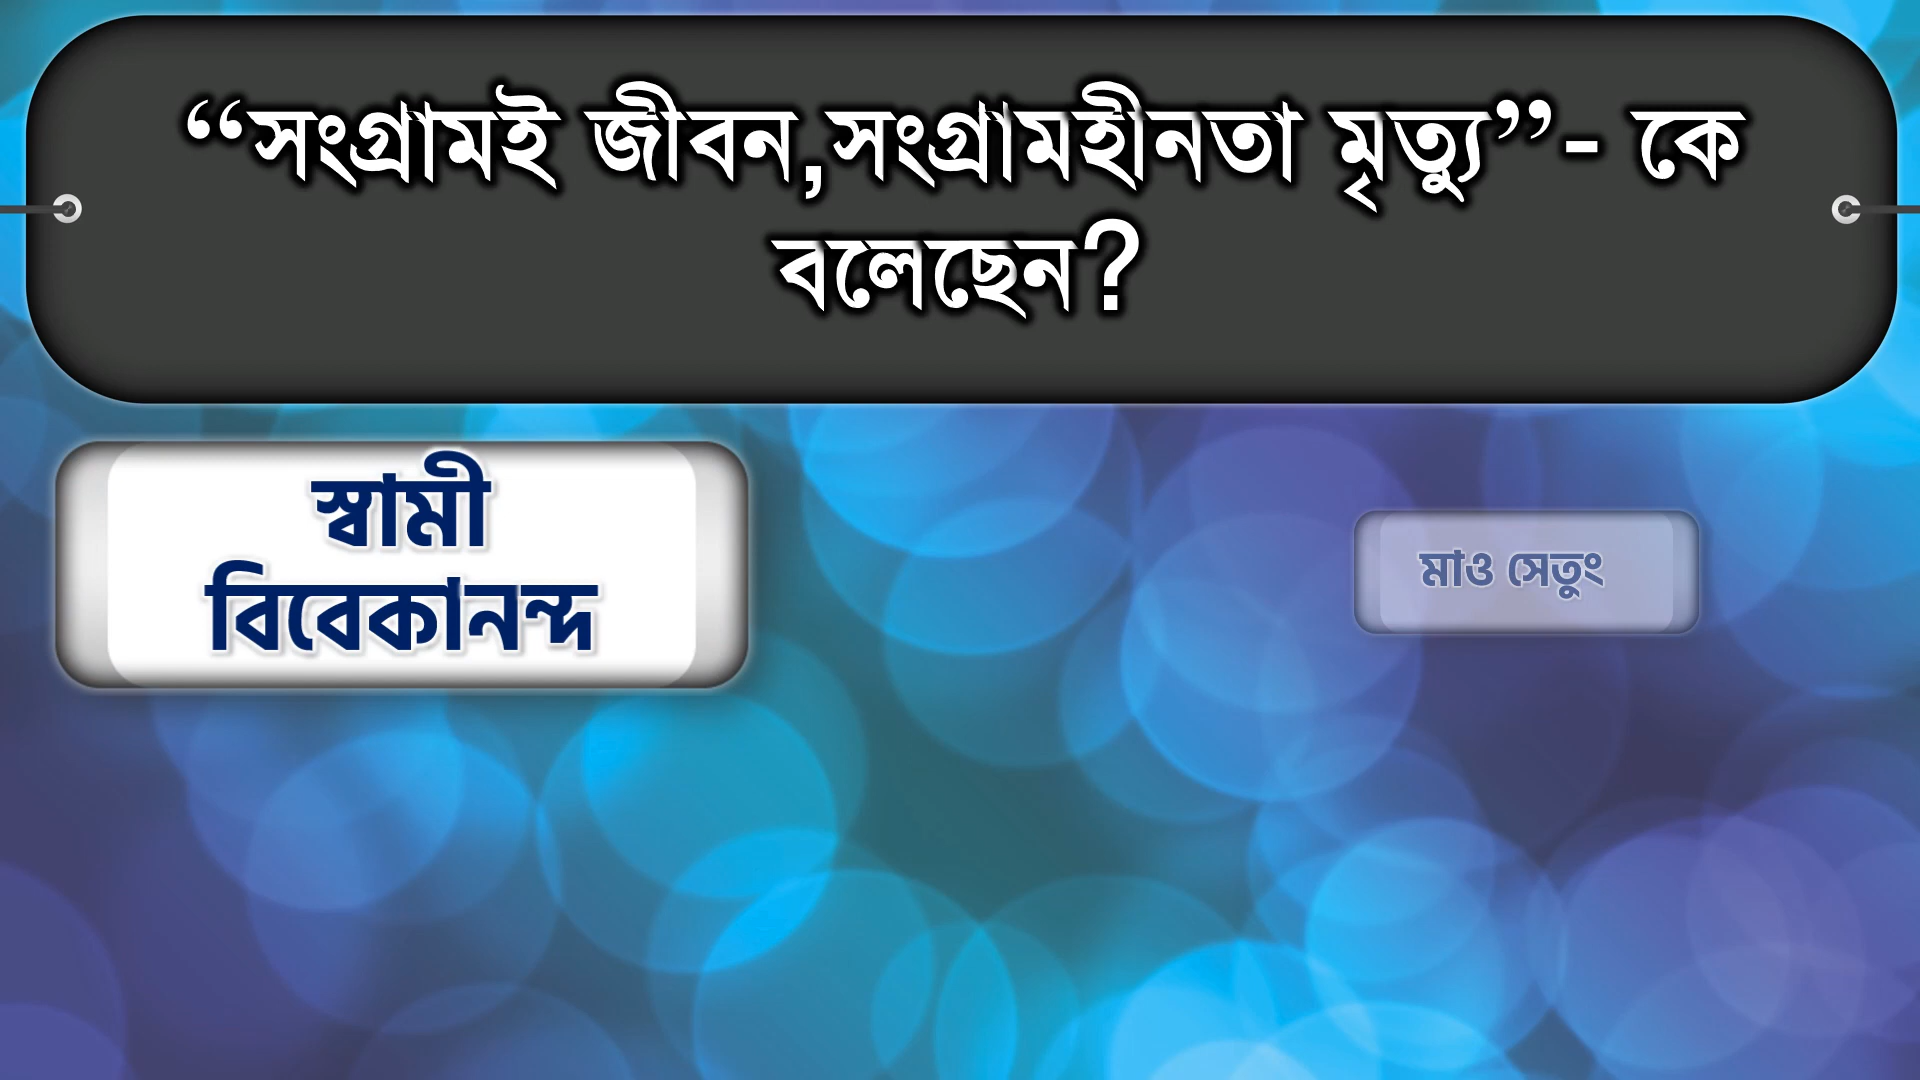 “সংগ্রামই জীবন,সংগ্রামহীনতা মৃত্যু”- কে
বলেছেন?
স্বামী
বিবেকানন্দ
মাও সেতুং